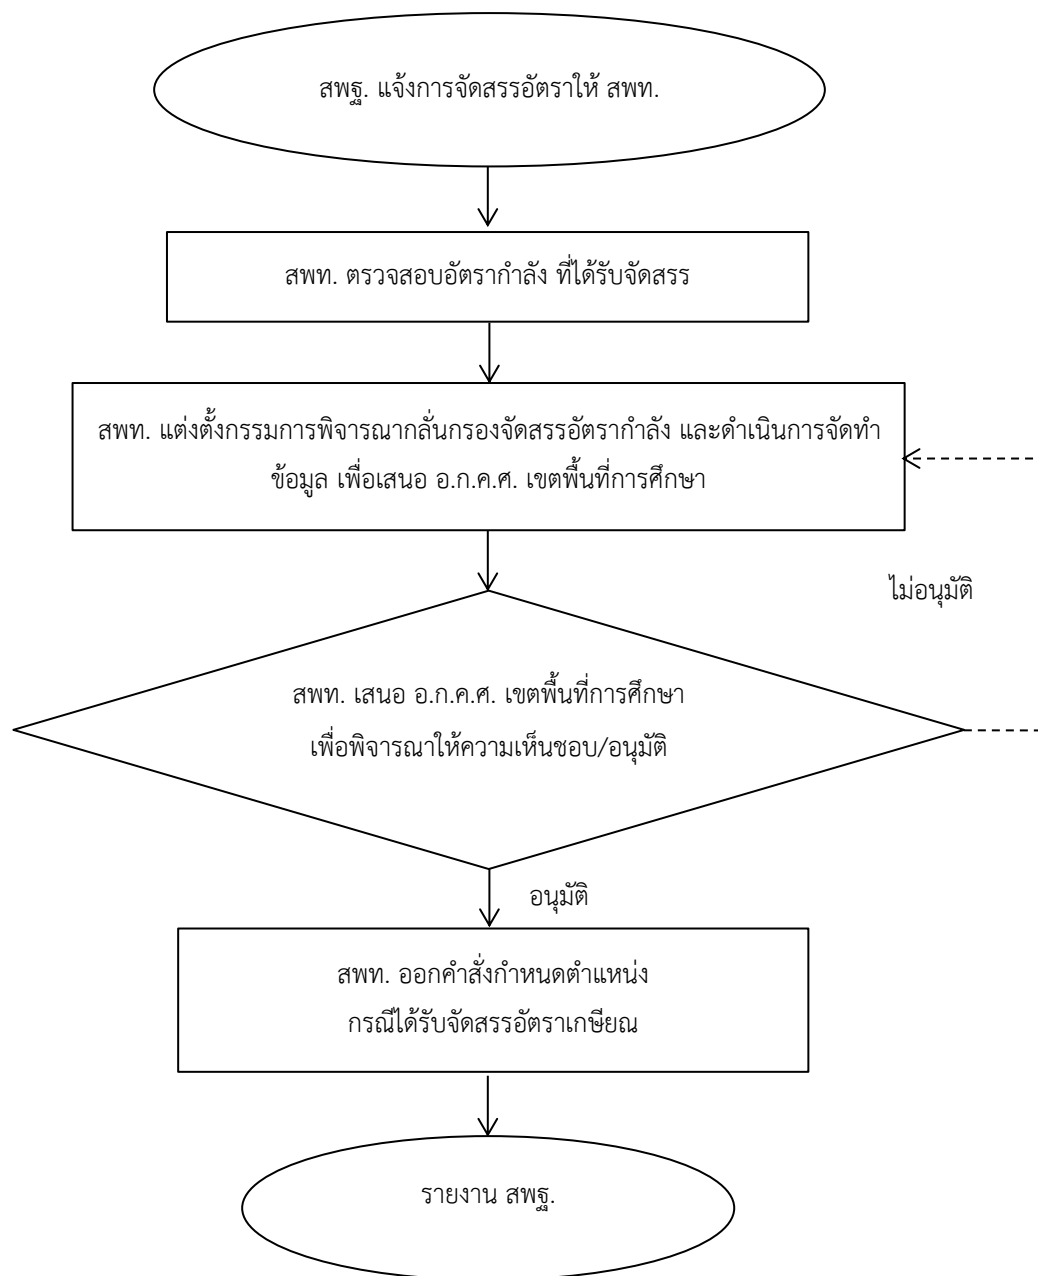 สพฐ. แจ้งการจัดสรรอัตราให้ สพท.
สพท. ตรวจสอบอัตรากำลัง ที่ได้รับจัดสรร
สพท. แต่งตั้งกรรมการพิจารณากลั่นกรองจัดสรรอัตรากำลัง และดำเนินการจัดทำ
ข้อมูล เพื่อเสนอ อ.ก.ค.ศ. เขตพื้นที่การศึกษา
ไม่อนุมัติ
สพท. เสนอ อ.ก.ค.ศ. เขตพื้นที่การศึกษา
เพื่อพิจารณาให้ความเห็นชอบ/อนุมัติ
อนุมัติ
สพท. ออกคำสั่งกำหนดตำแหน่ง
กรณีได้รับจัดสรรอัตราเกษียณ
รายงาน สพฐ.